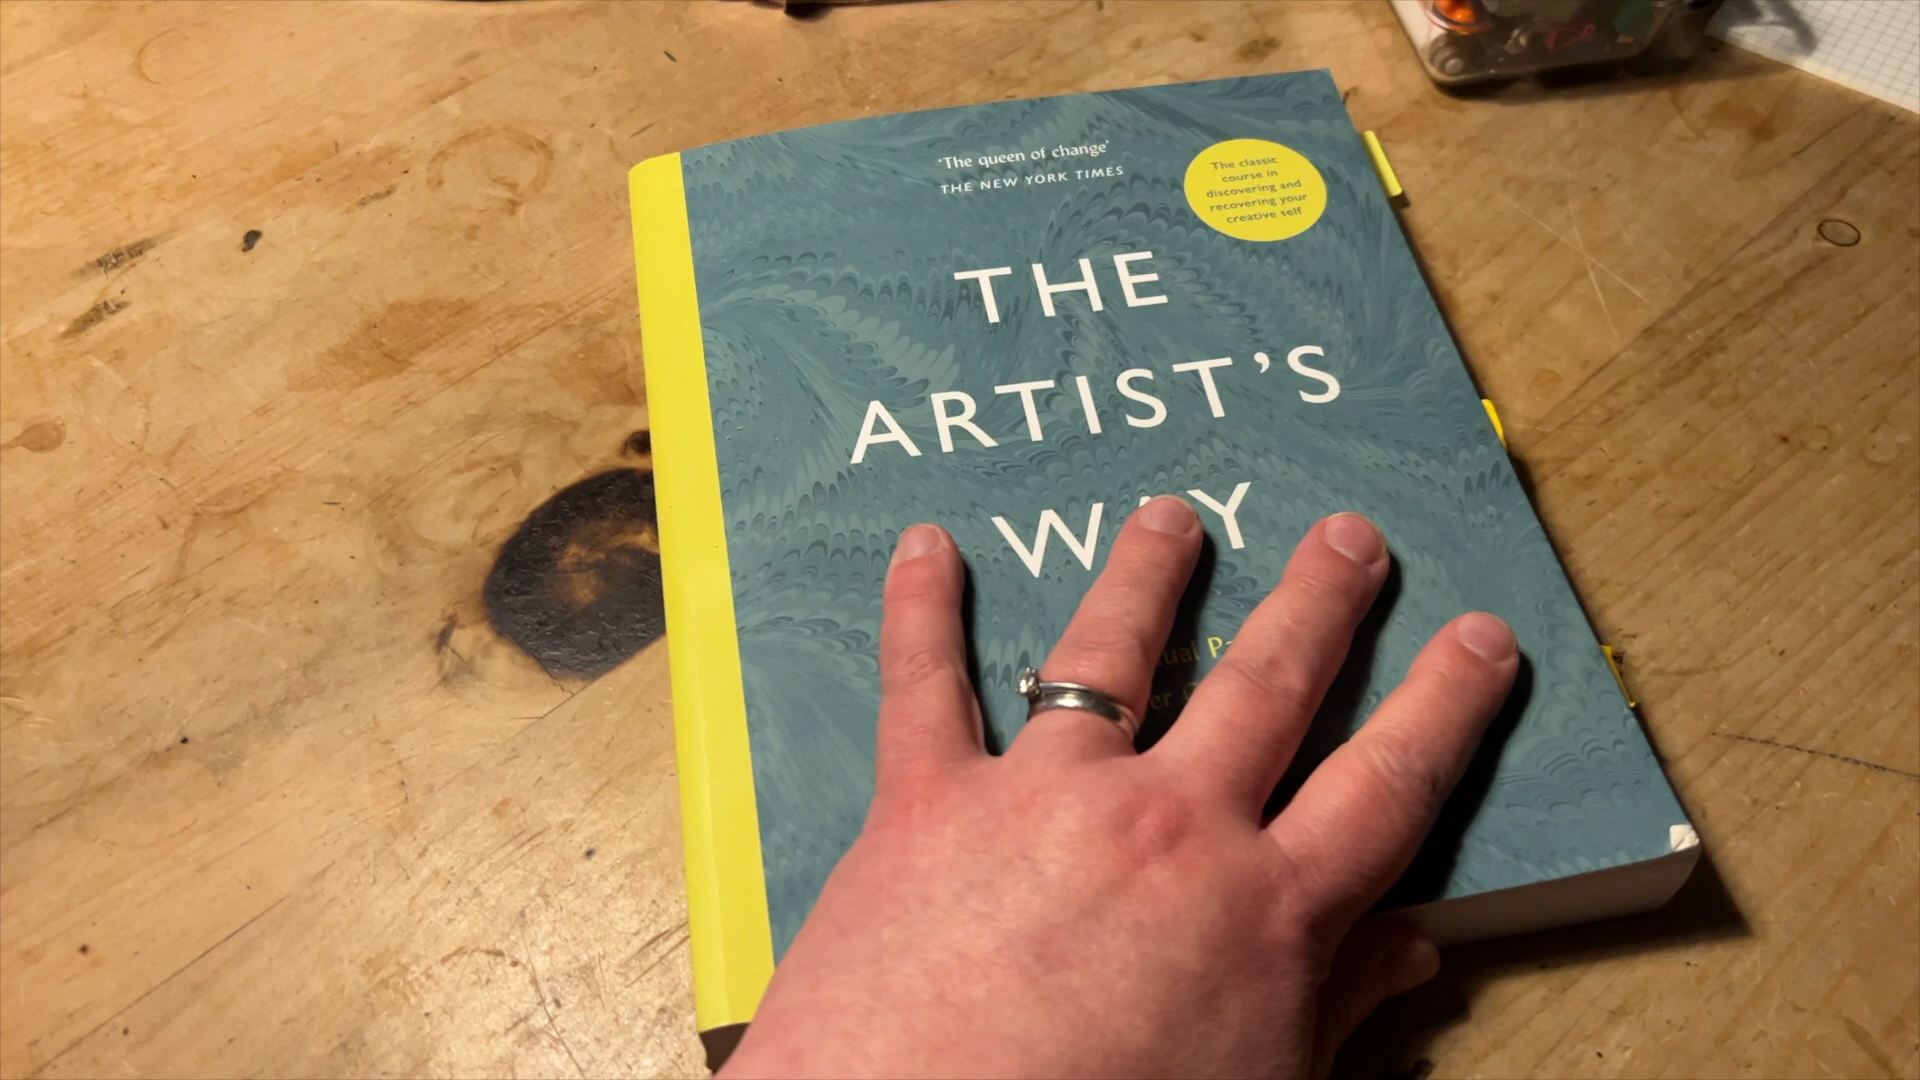 'The queen of change'
THE NEW YORK TIMES
The classic
course in
discovering and
recovering your
creative self
THE
ARTIST'S
WAY